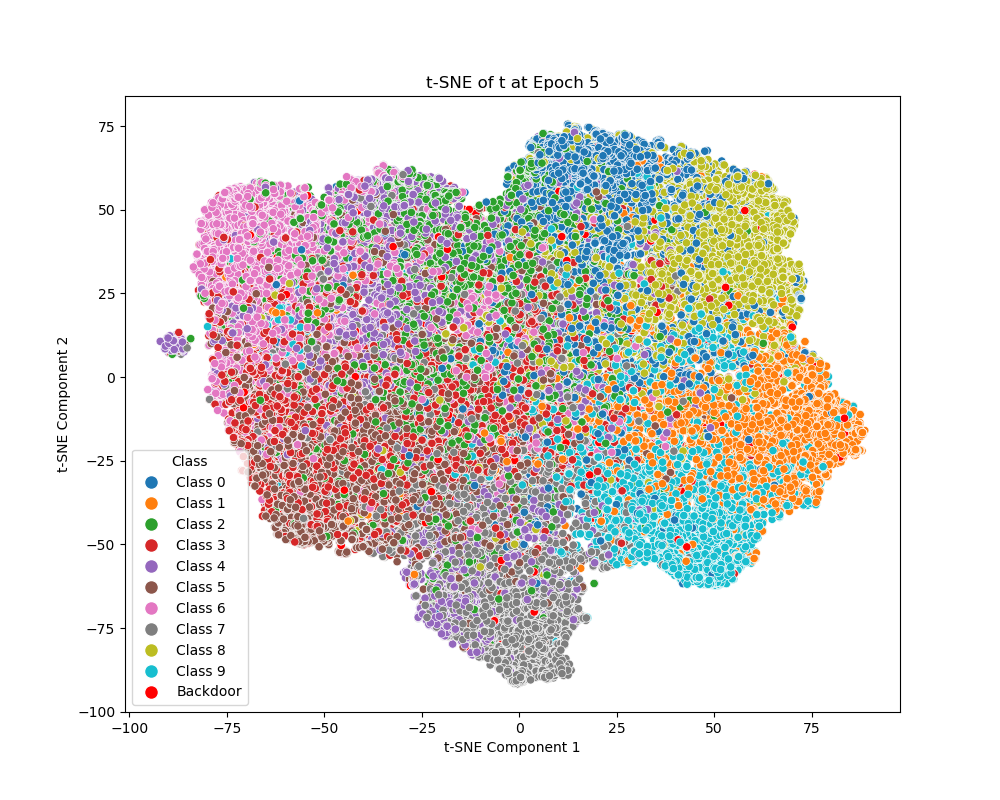 t-SNE of t at Epoch 5
75
50
25
0
−25
−50
−75
−100
t-SNE Component 2
Class
Class 0
Class 1
Class 2
Class 3
Class 4
Class 5
Class 6
Class 7
Class 8
Class 9
Backdoor
−100 −75 −50 −25 0 25 50 75
t-SNE Component 1